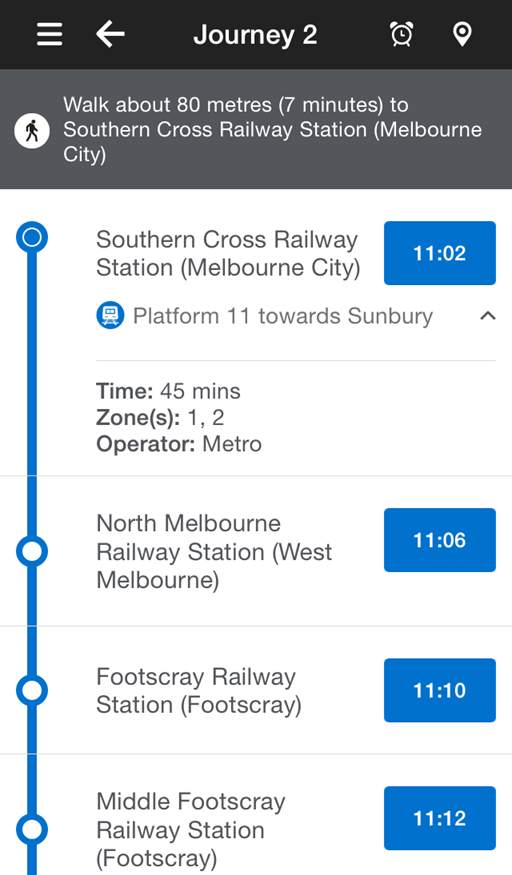 Journey 2
Walk about 80 metres (7 minutes) to
Southern Cross Railway Station (Melbourne
City)
Southern Cross Railway
Station (Melbourne City)
11:02
Platform 11 towards Sunbury
Time: 45 mins
Zone(s): 1, 2
Operator: Metro
North Melbourne
Railway Station (West
Melbourne)
11:06
Footscray Railway
Station (Footscray)
11:10
Middle Footscray
Railway Station
(Footscray)
11:12